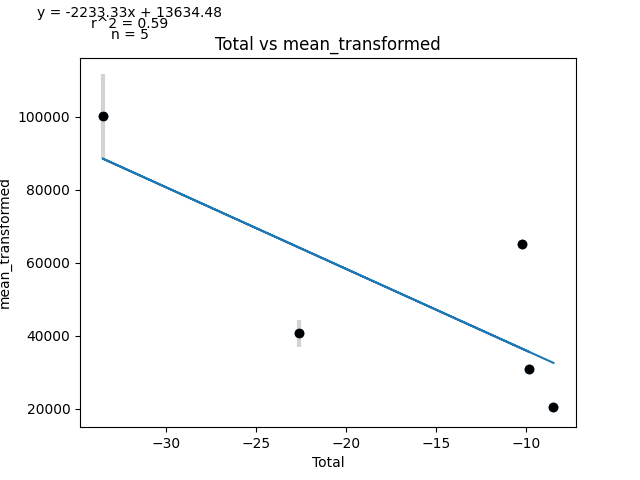 y = -2233.33x + 13634.48
r^2 = 0.59
n = 5
Total vs mean_transformed
100000
80000
60000
40000
20000
mean_transformed
−30
−25
−20
−15
−10
Total